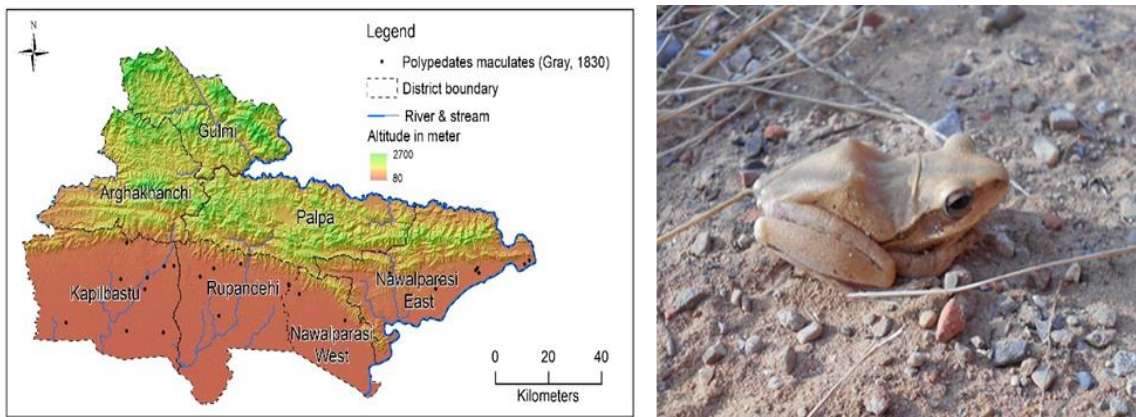 N
Legend
Polypedates maculates (Gray, 1830)
District boundary
River & stream
Altitude in meter
2700
80
Gulmi
Arghakhanchi
Palpa
Kapilbastu
Rupandehi
Nawalparesi
East
Nawalparasi
West
0 20 40
Kilometers